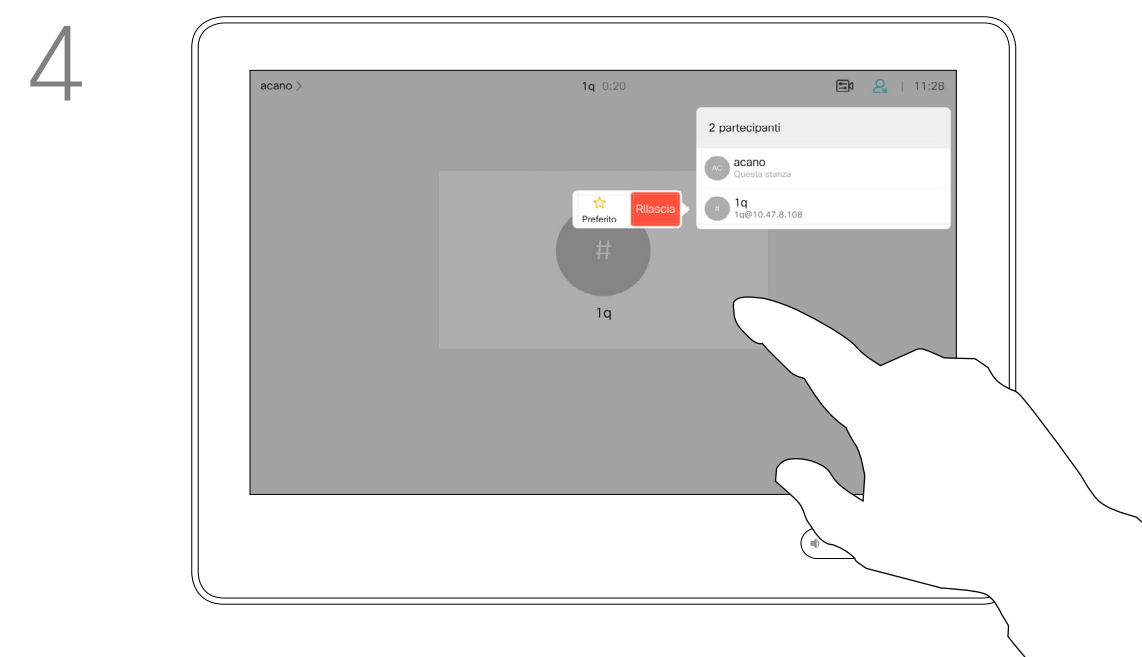 4
acano >
1q 0:20
11:28
2 partecipanti
AC
acano
Questa stanza
Preferito
Rilascia
#
1q
1q@10.47.8.108
#
1q